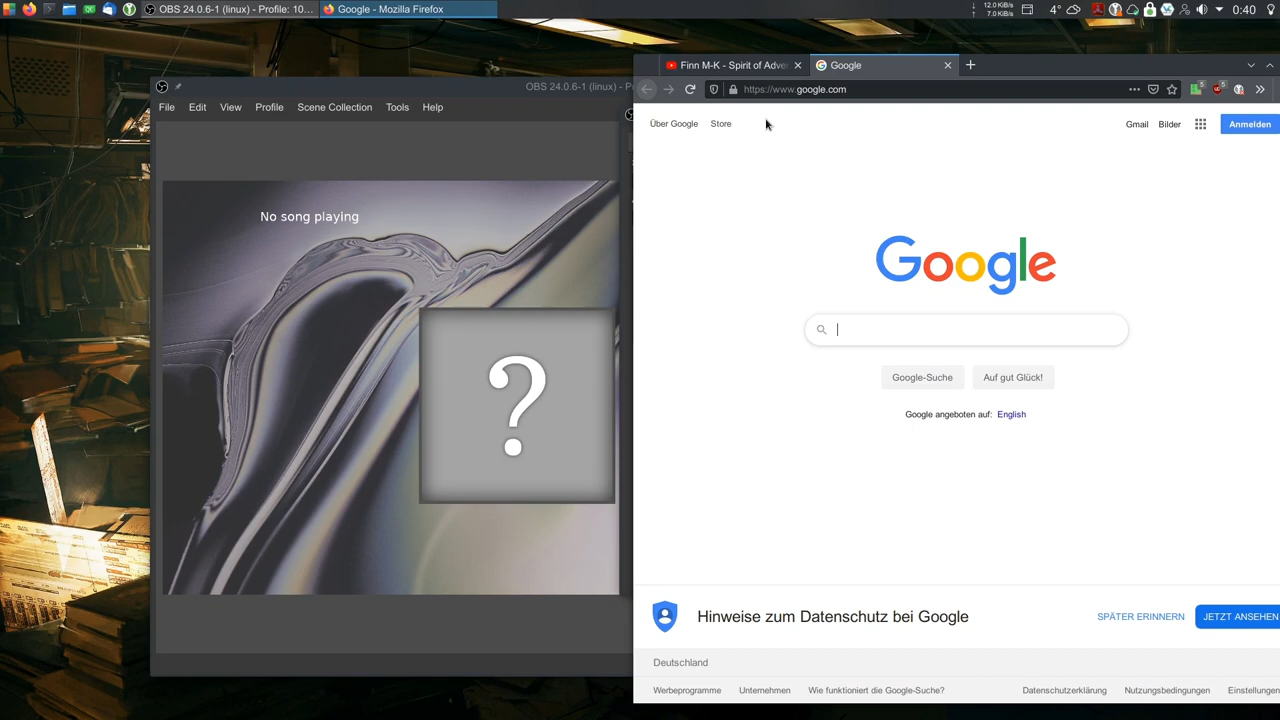 OBS 24.0.6-1 (linux) - Profile: 10...
Google - Mozilla Firefox
12.0 KiB/s
7.0 KiB/s
4°
5
6
0:40
OBS 24.0.6-1 (linux) - P
File Edit View Profile Scene Collection Tools Help
No song playing
?
Finn M-K - Spirit of Adve
Google
https://www.google.com
Über Google Store
Gmail Bilder
Anmelden
Google
Google-Suche
Auf gut Glück!
Google angeboten auf: English
Hinweise zum Datenschutz bei Google
SPÄTER ERINNERN
JETZT ANSEHEN
Deutschland
Werbeprogramme Unternehmen Wie funktioniert die Google-Suche?
Datenschutzerklärung Nutzungsbedingungen Einstellungen